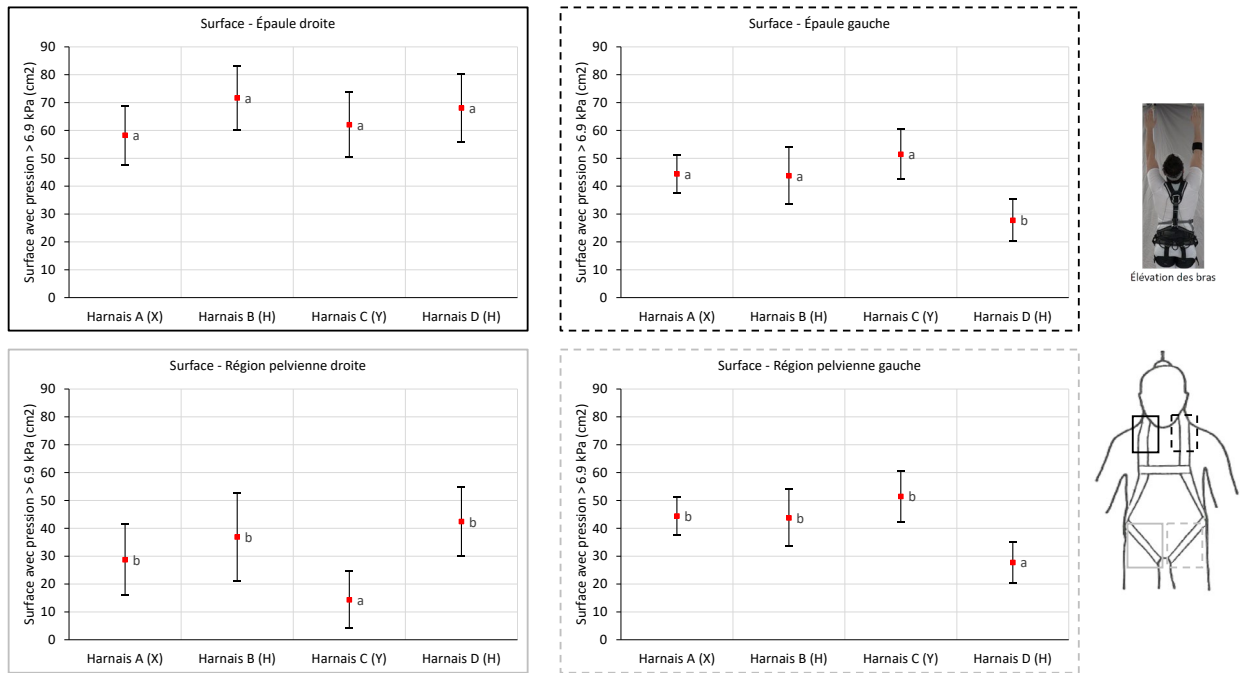 Surface - Épaule droite
Surface avec pression > 6.9 kPa (cm2)
90
80
70
60
50
40
30
20
10
0
a
a
a
a
Harnais A (X) Harnais B (H) Harnais C (Y) Harnais D (H)
Surface - Épaule gauche
Surface avec pression > 6.9 kPa (cm2)
90
80
70
60
50
40
30
20
10
0
a
a
a
b
Harnais A (X) Harnais B (H) Harnais C (Y) Harnais D (H)
Élévation des bras
Surface - Région pelvienne droite
Surface avec pression > 6.9 kPa (cm2)
90
80
70
60
50
40
30
20
10
0
b
b
a
b
Harnais A (X) Harnais B (H) Harnais C (Y) Harnais D (H)
Surface - Région pelvienne gauche
Surface avec pression > 6.9 kPa (cm2)
90
80
70
60
50
40
30
20
10
0
b
b
b
a
Harnais A (X) Harnais B (H) Harnais C (Y) Harnais D (H)